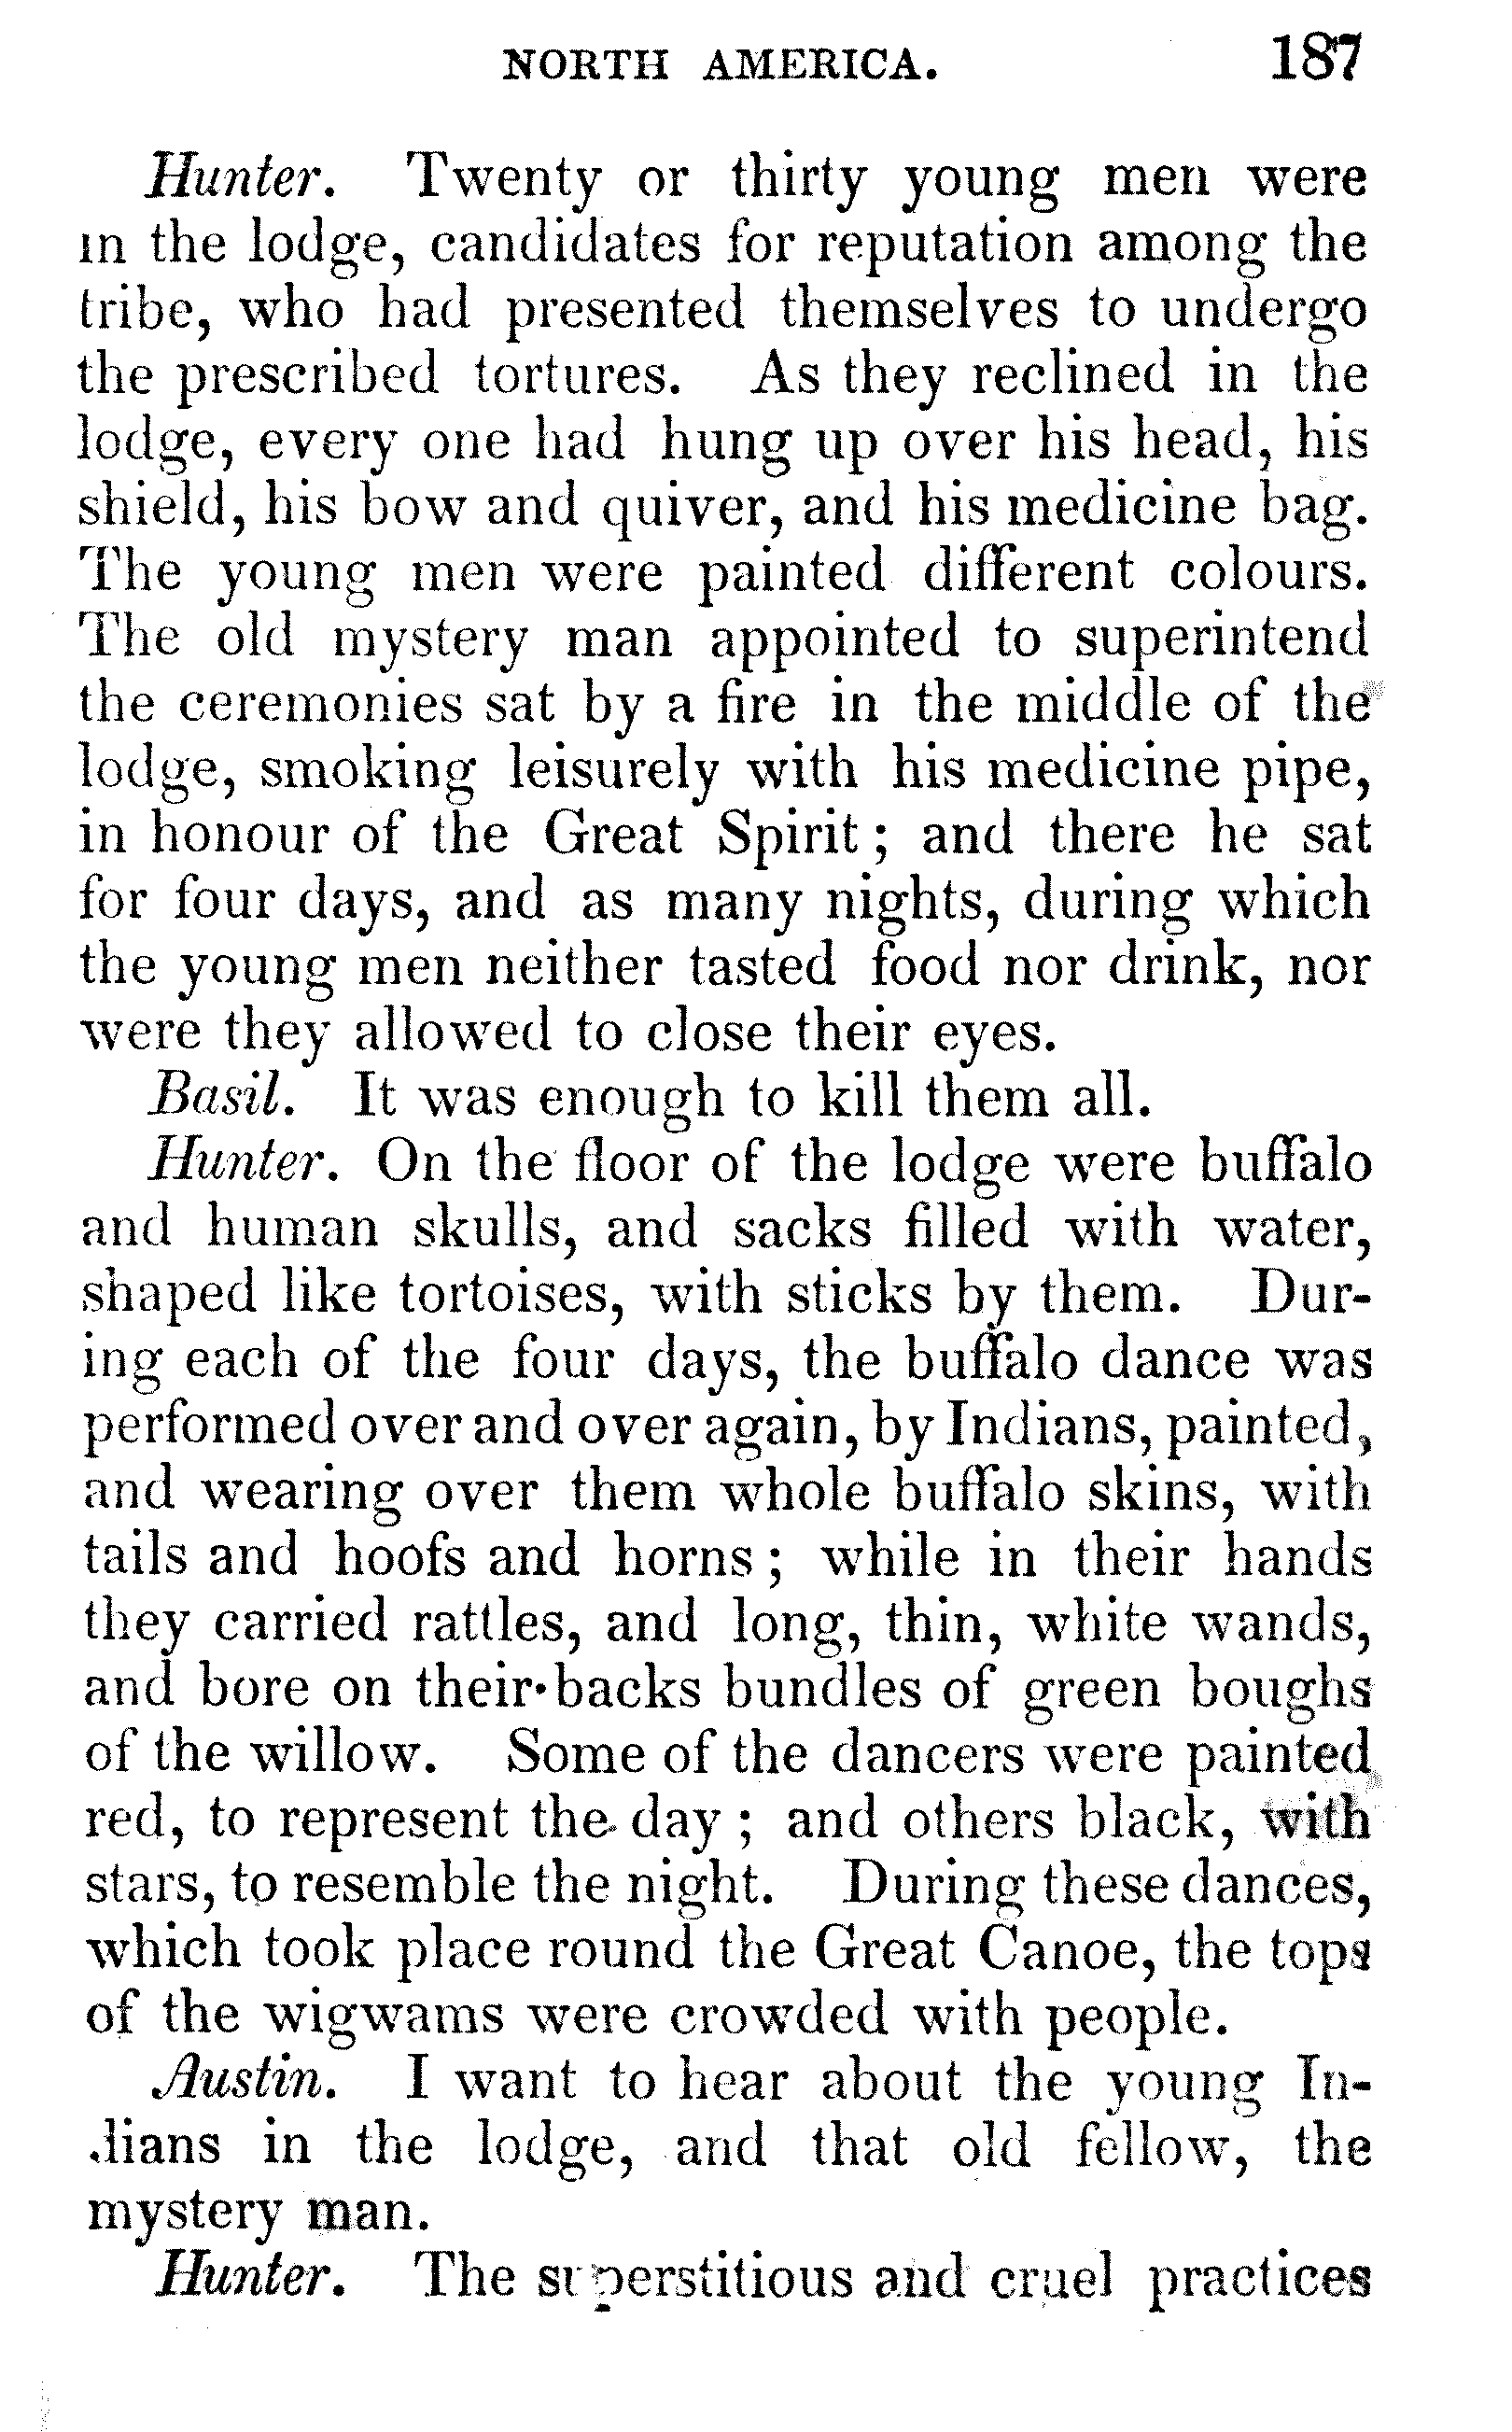 NORTH AMERICA. 187
Hunter. Twenty or thirty young men were
in the lodge, candidates for reputation among the
tribe, who had presented themselves to undergo
the prescribed tortures. As they reclined in the
lodge, every one had hung up over his head, his
shield, his bow and quiver, and his medicine bag.
The young men were painted different colours.
The old mystery man appointed to superintend
the ceremonies sat by a fire in the middle of the
lodge, smoking leisurely with his medicine pipe,
in honour of the Great Spirit; and there he sat
for four days, and as many nights, during which
the young men neither tasted food nor drink, nor
were they allowed to close their eyes.
Basil. It was enough to kill them all.
Hunter. On the floor of the lodge were buffalo
and human skulls, and sacks filled with water,
shaped like tortoises, with sticks by them. Dur-
ing each of the four days, the buffalo dance was
performed over and over again, by Indians, painted,
and wearing over them whole buffalo skins, with
tails and hoofs and horns; while in their hands
they carried rattles, and long, thin, white wands,
and bore on their backs bundles of green boughs
of the willow. Some of the dancers were painted
red, to represent the day; and others black, with
stars, to resemble the night. During these dances,
which took place round the Great Canoe, the tops
of the wigwams were crowded with people.
Austin. I want to hear about the young In-
dians in the lodge, and that old fellow, the
mystery man.
Hunter. The superstitious and cruel practices